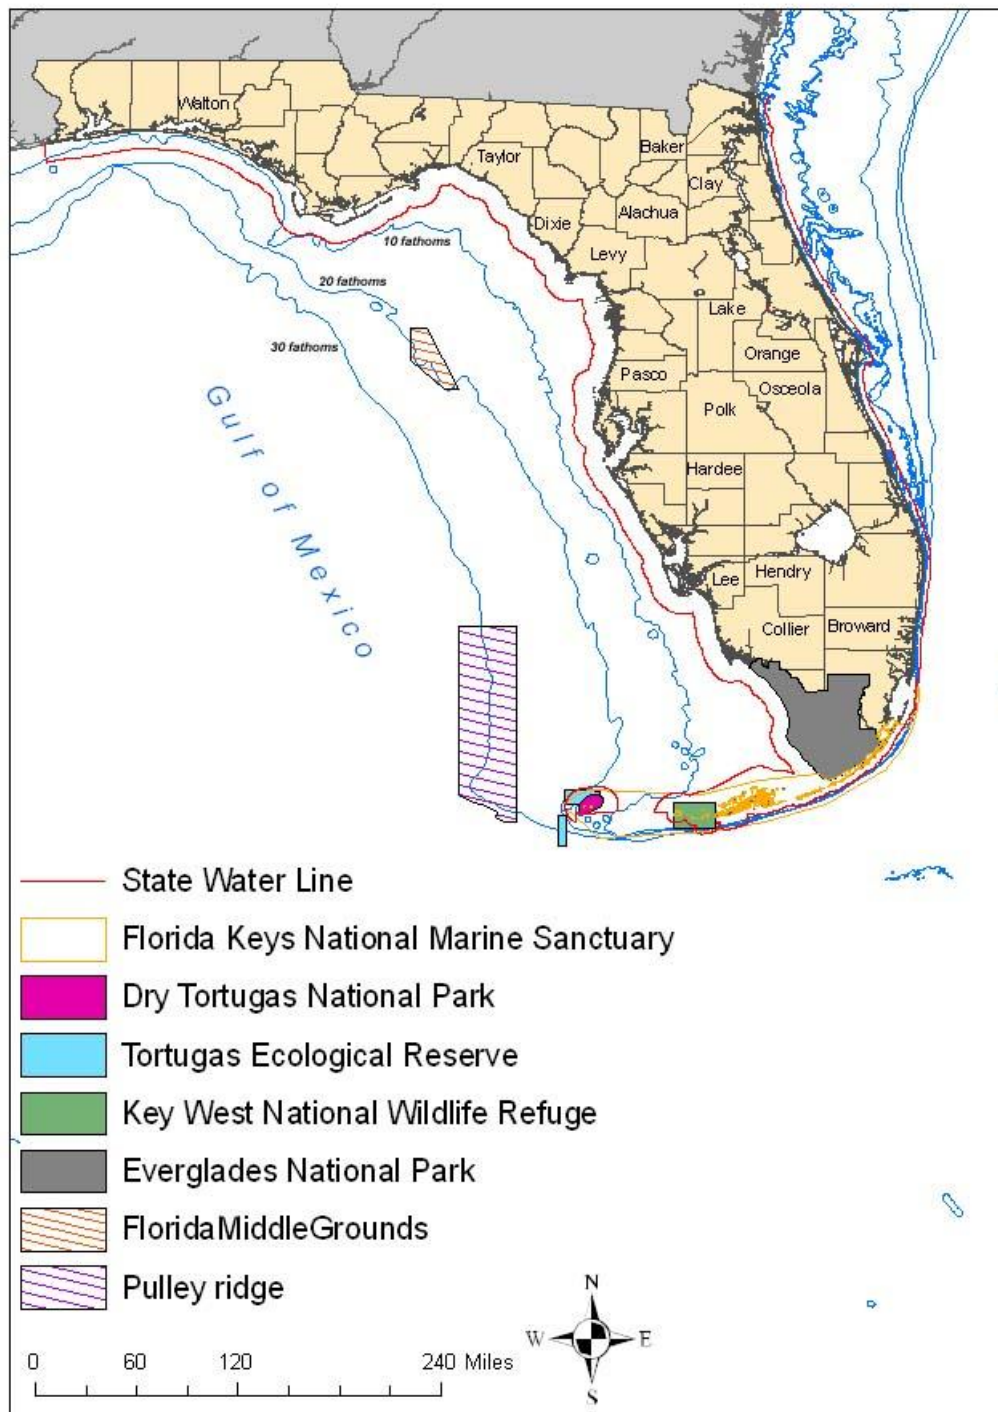 Walton
Baker
Taylor
Clay
Alachua
Dixie
10 fathoms
Levy
20 fathoms
Lake
30 fathoms
Orange
Pasco
Osceola
Polk
Gulf of Mexico
Hardee
Hendry
Lee
Collier
Broward
State Water Line
Florida Keys National Marine Sanctuary
Dry Tortugas National Park
Tortugas Ecological Reserve
Key West National Wildlife Refuge
Everglades National Park
FloridaMiddleGrounds
Pulley ridge
N
W E
S
0 60 120 240 Miles